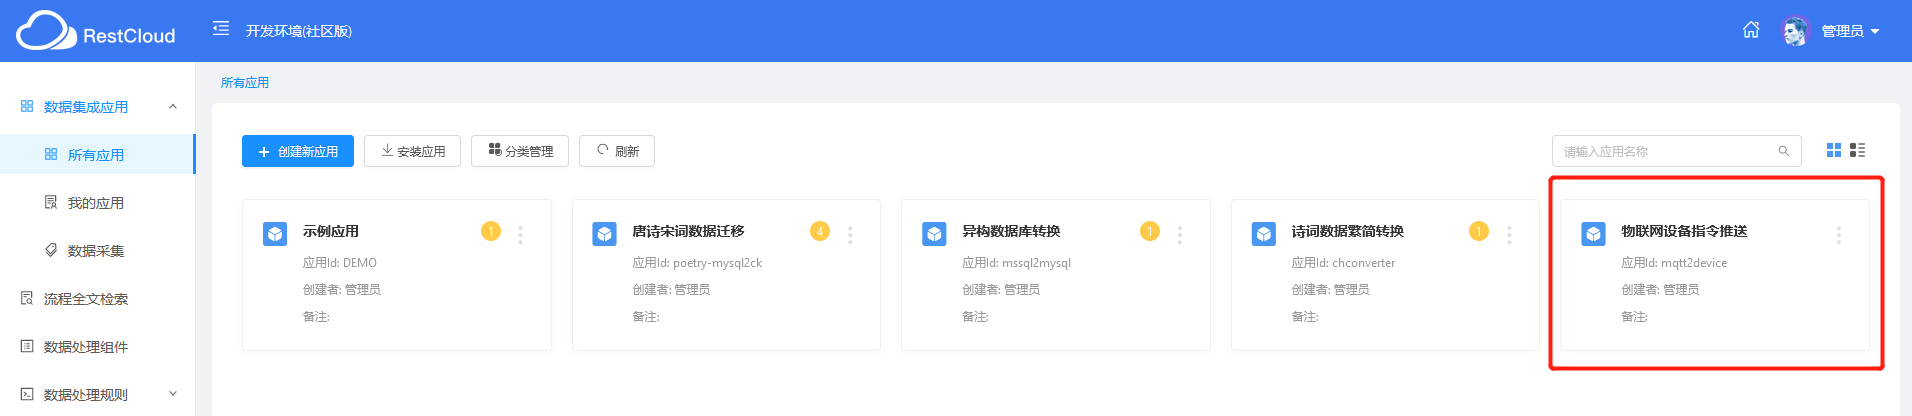 RestCloud
开发环境(社区版)
管理员
数据集成应用
所有应用
我的应用
数据采集
流程全文检索
数据处理组件
数据处理规则
所有应用
创建新应用
安装应用
分类管理
刷新
请输入应用名称
示例应用
1
应用Id: DEMO
创建者: 管理员
备注:
唐诗宋词数据迁移
4
应用Id: poetry-mysql2ck
创建者: 管理员
备注:
异构数据库转换
1
应用Id: mssql2mysql
创建者: 管理员
备注:
诗词数据繁简转换
1
应用Id: chconverter
创建者: 管理员
备注:
物联网设备指令推送
应用Id: mqtt2device
创建者: 管理员
备注: